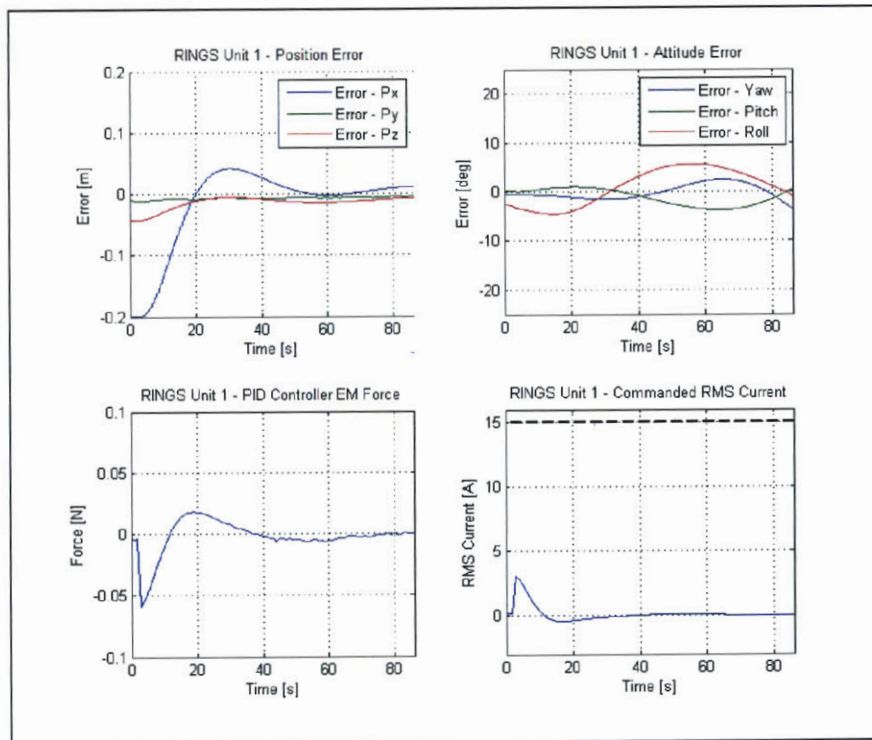 RINGS Unit 1 - Position Error
0.2
0.1
0
-0.1
-0.2
Error [m]
0
20
40
60
80
Time [s]
Error - Px
Error - Py
Error - Pz
RINGS Unit 1 - Attitude Error
20
10
0
-10
-20
Error [deg]
0
20
40
60
80
Time [s]
Error - Yaw
Error - Pitch
Error - Roll
RINGS Unit 1 - PID Controller EM Force
0.1
0.05
0
-0.05
-0.1
Force [N]
0
20
40
60
80
Time [s]
RINGS Unit 1 - Commanded RMS Current
15
10
5
0
RMS Current [A]
0
20
40
60
80
Time [s]